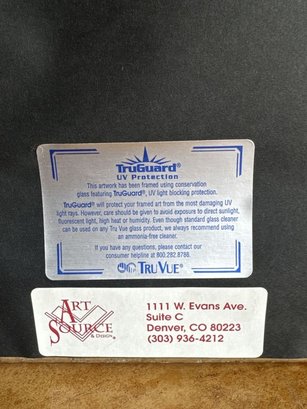 TruGuard®
UV Protection
This artwork has been framed using conservation
glass featuring TruGuard®, UV light blocking protection.
TruGuard® will protect your framed art from the most damaging UV
light rays. However, care should be given to avoid exposure to direct sunlight,
fluorescent light, high heat or humidity. Even though standard glass cleaner
can be used on any Tru Vue glass product, we always recommend using
an ammonia-free cleaner.
If you have any questions, please contact our
consumer helpline at 800.282.8788.
TRU VUE®
ART
SOURCE
& DESIGN
1111 W. Evans Ave.
Suite C
Denver, CO 80223
(303) 936-4212